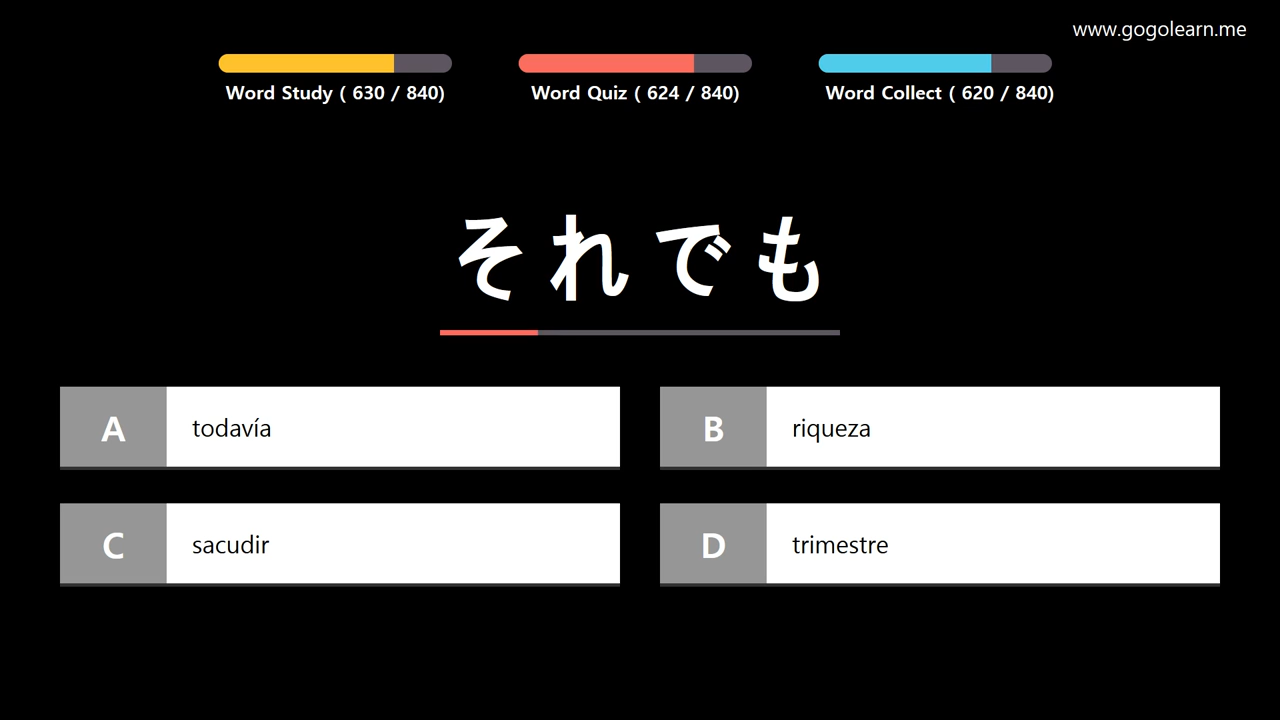 www.gogolearn.me
Word Study ( 630 / 840)
Word Quiz ( 624 / 840)
Word Collect ( 620 / 840)
それでも
A todavía
B riqueza
C sacudir
D trimestre